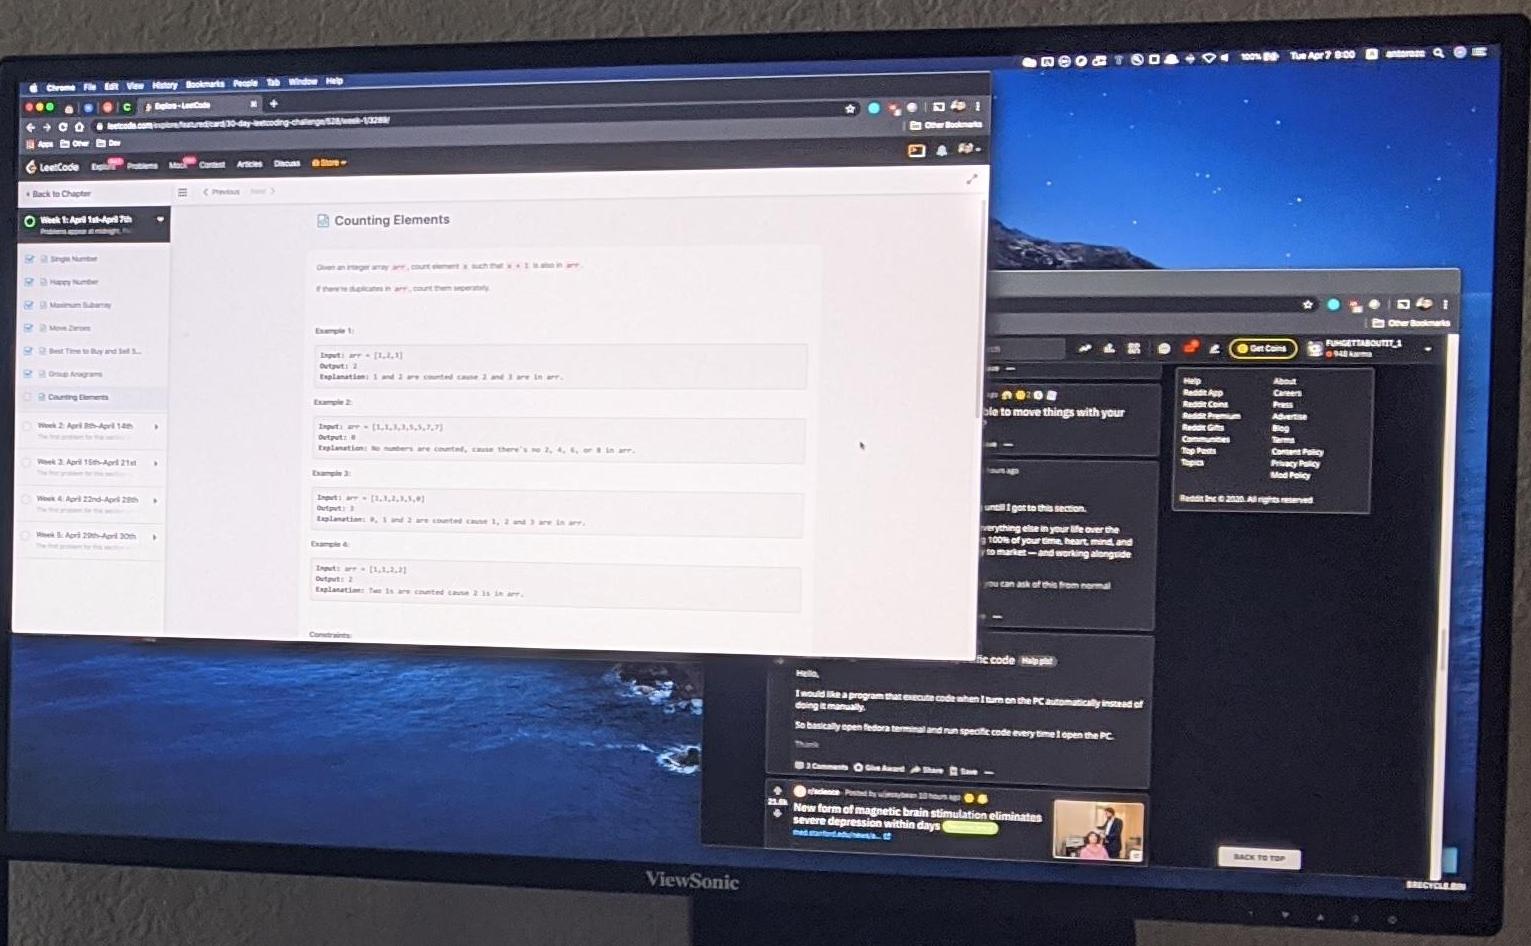 Chrome File Edit View History Bookmarks People Tab Window Help
100% Tue Apr 7 9:00 antoroze
Explore - LeetCode
leetcode.com/explore/featured/card/30-day-leetcoding-challenge/528/week-1/3289/
Apps Other Dev
Other Bookmarks
LeetCode Explore Problems Mock Contest Articles Discuss Store
Back to Chapter
Previous Next
Week 1: April 1st–April 7th
Problems appear at midnight,
Single Number
Happy Number
Maximum Subarray
Move Zeroes
Best Time to Buy and Sell S...
Group Anagrams
Counting Elements
Week 2: April 8th–April 14th
The first problem for this section
Week 3: April 15th–April 21st
The first problem for this section
Week 4: April 22nd–April 28th
The first problem for this section
Week 5: April 29th–April 30th
The first problem for this section
Counting Elements
Given an integer array arr, count element x such that x + 1 is also in arr.
If there're duplicates in arr, count them seperately.
Example 1:
Input: arr = [1,2,3]
Output: 2
Explanation: 1 and 2 are counted cause 2 and 3 are in arr.
Example 2:
Input: arr = [1,1,3,3,5,5,7,7]
Output: 0
Explanation: No numbers are counted, cause there's no 2, 4, 6, or 8 in arr.
Example 3:
Input: arr = [1,3,2,3,5,0]
Output: 3
Explanation: 0, 1 and 2 are counted cause 1, 2 and 3 are in arr.
Example 4:
Input: arr = [1,1,2,2]
Output: 2
Explanation: Two 1s are counted cause 2 is in arr.
Constraints:
Other Bookmarks
Get Coins
FUHGETTABOUTIT_1
948 karma
Help About
Reddit App Careers
Reddit Coins Press
Reddit Premium Advertise
Reddit Gifts Blog
Communities Terms
Top Posts Content Policy
Topics Privacy Policy
Mod Policy
Reddit Inc © 2020. All rights reserved
ble to move things with your
hours ago
until I got to this section.
verything else in your life over the
100% of your time, heart, mind, and
to market — and working alongside
you can ask of this from normal
fic code Help plz!
Hello,
I would like a program that execute code when I turn on the PC automatically instead of
doing it manually.
So basically open fedora terminal and run specific code every time I open the PC.
Thank
3 Comments Give Award Share Save
r/science Posted by 10 hours ago
New form of magnetic brain stimulation eliminates
severe depression within days
med.stanford.edu/news/a...
BACK TO TOP
$RECYCLE.BIN
ViewSonic